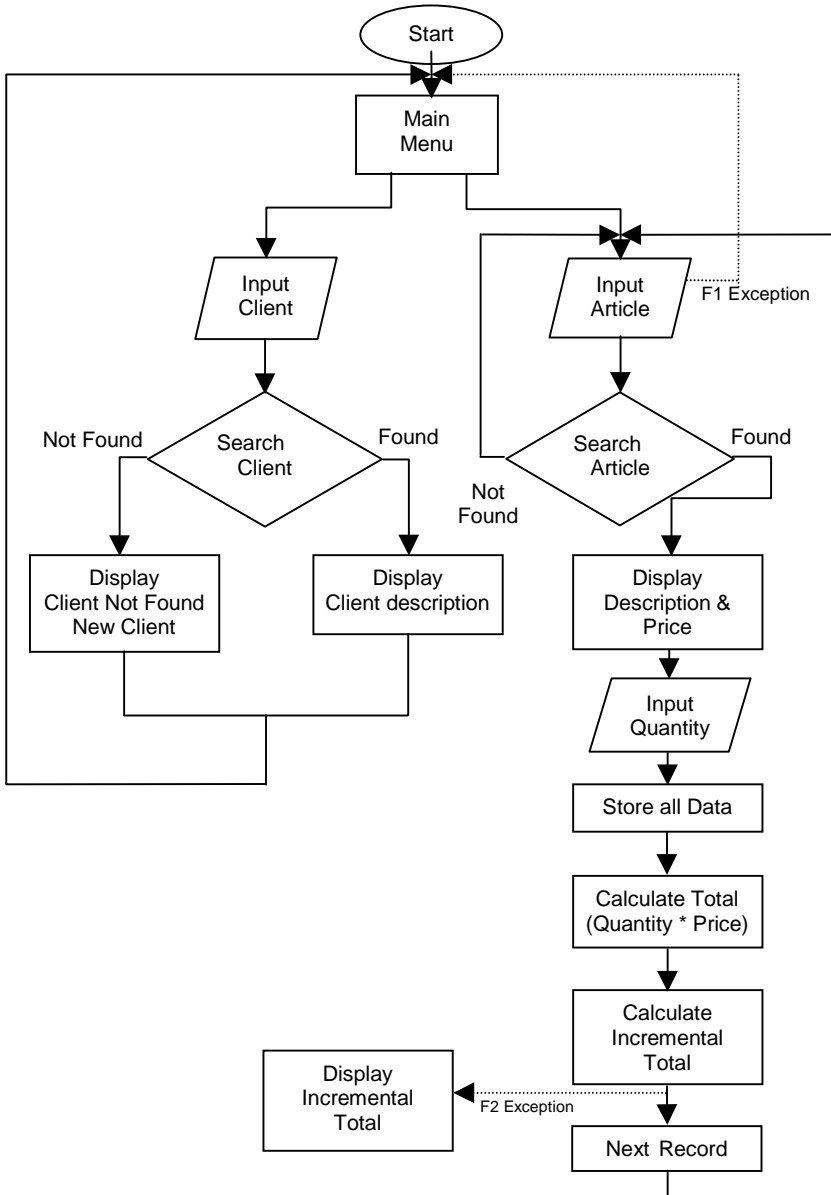 Start
Main
Menu
Input
Client
Input
Article
F1 Exception
Not Found
Search
Client
Found
Search
Article
Found
Not
Found
Display
Client Not Found
New Client
Display
Client description
Display
Description &
Price
Input
Quantity
Store all Data
Calculate Total
(Quantity * Price)
Calculate
Incremental
Total
Display
Incremental
Total
F2 Exception
Next Record